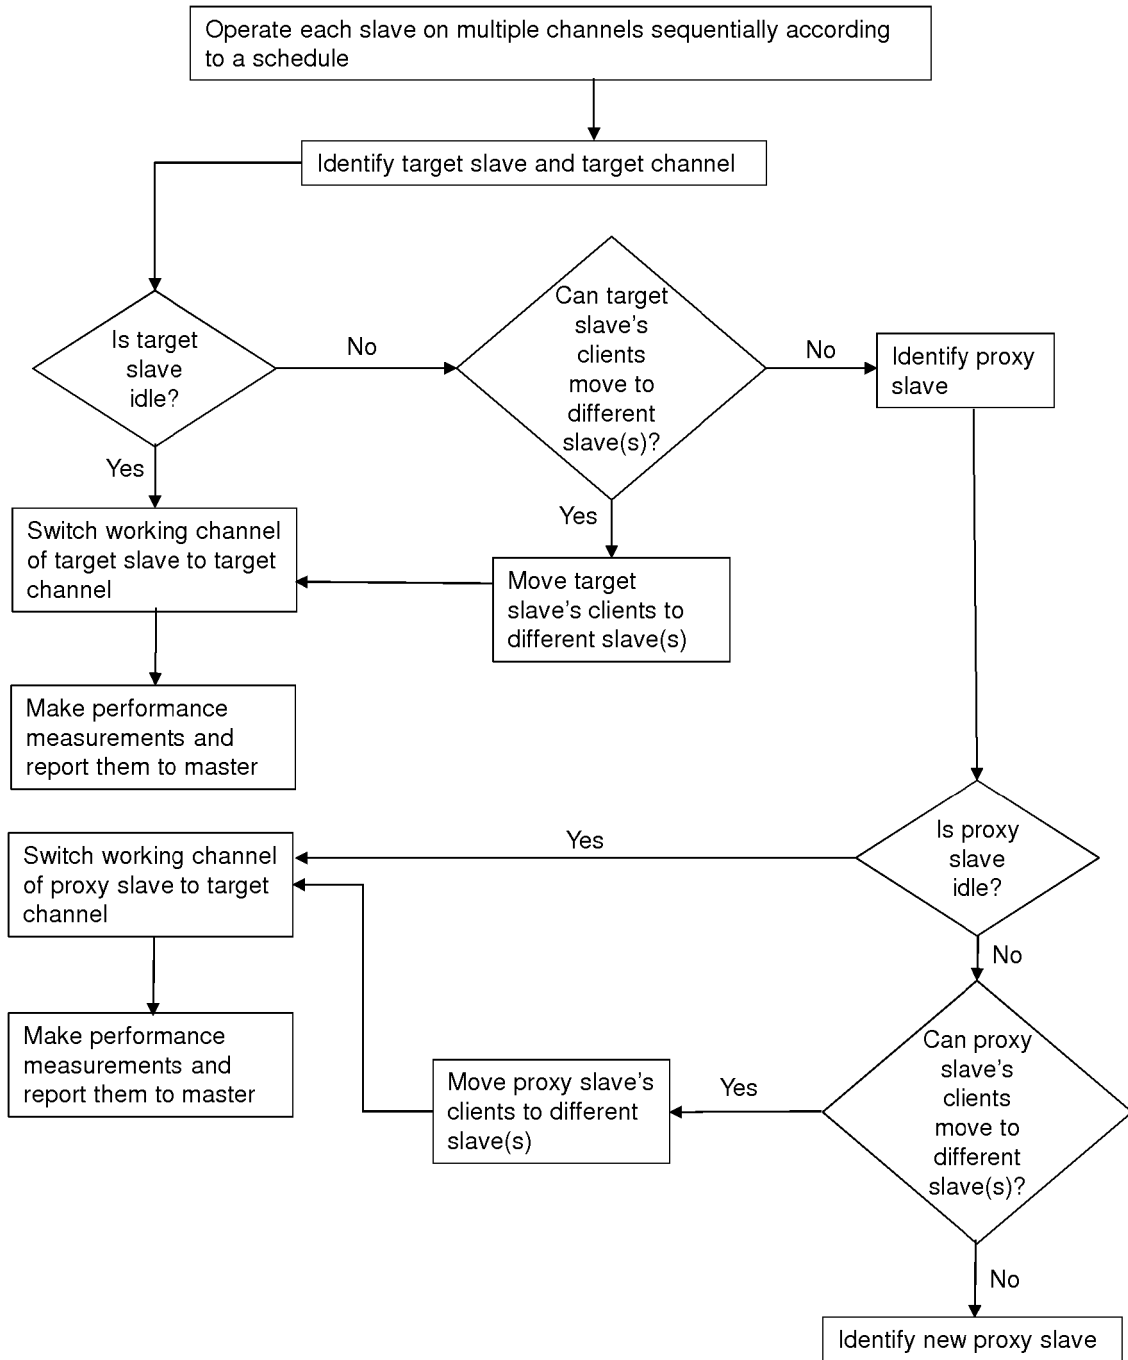 Operate each slave on multiple channels sequentially according
to a schedule
Identify target slave and target channel
Is target
slave
idle?
No
Can target
slave's
clients
move to
different
slave(s)?
No
Identify proxy
slave
Yes
Switch working channel
of target slave to target
channel
Yes
Move target
slave's clients to
different slave(s)
Make performance
measurements and
report them to master
Is proxy
slave
idle?
Yes
Switch working channel
of proxy slave to target
channel
No
Make performance
measurements and
report them to master
Can proxy
slave's
clients
move to
different
slave(s)?
Yes
Move proxy slave's
clients to different
slave(s)
No
Identify new proxy slave